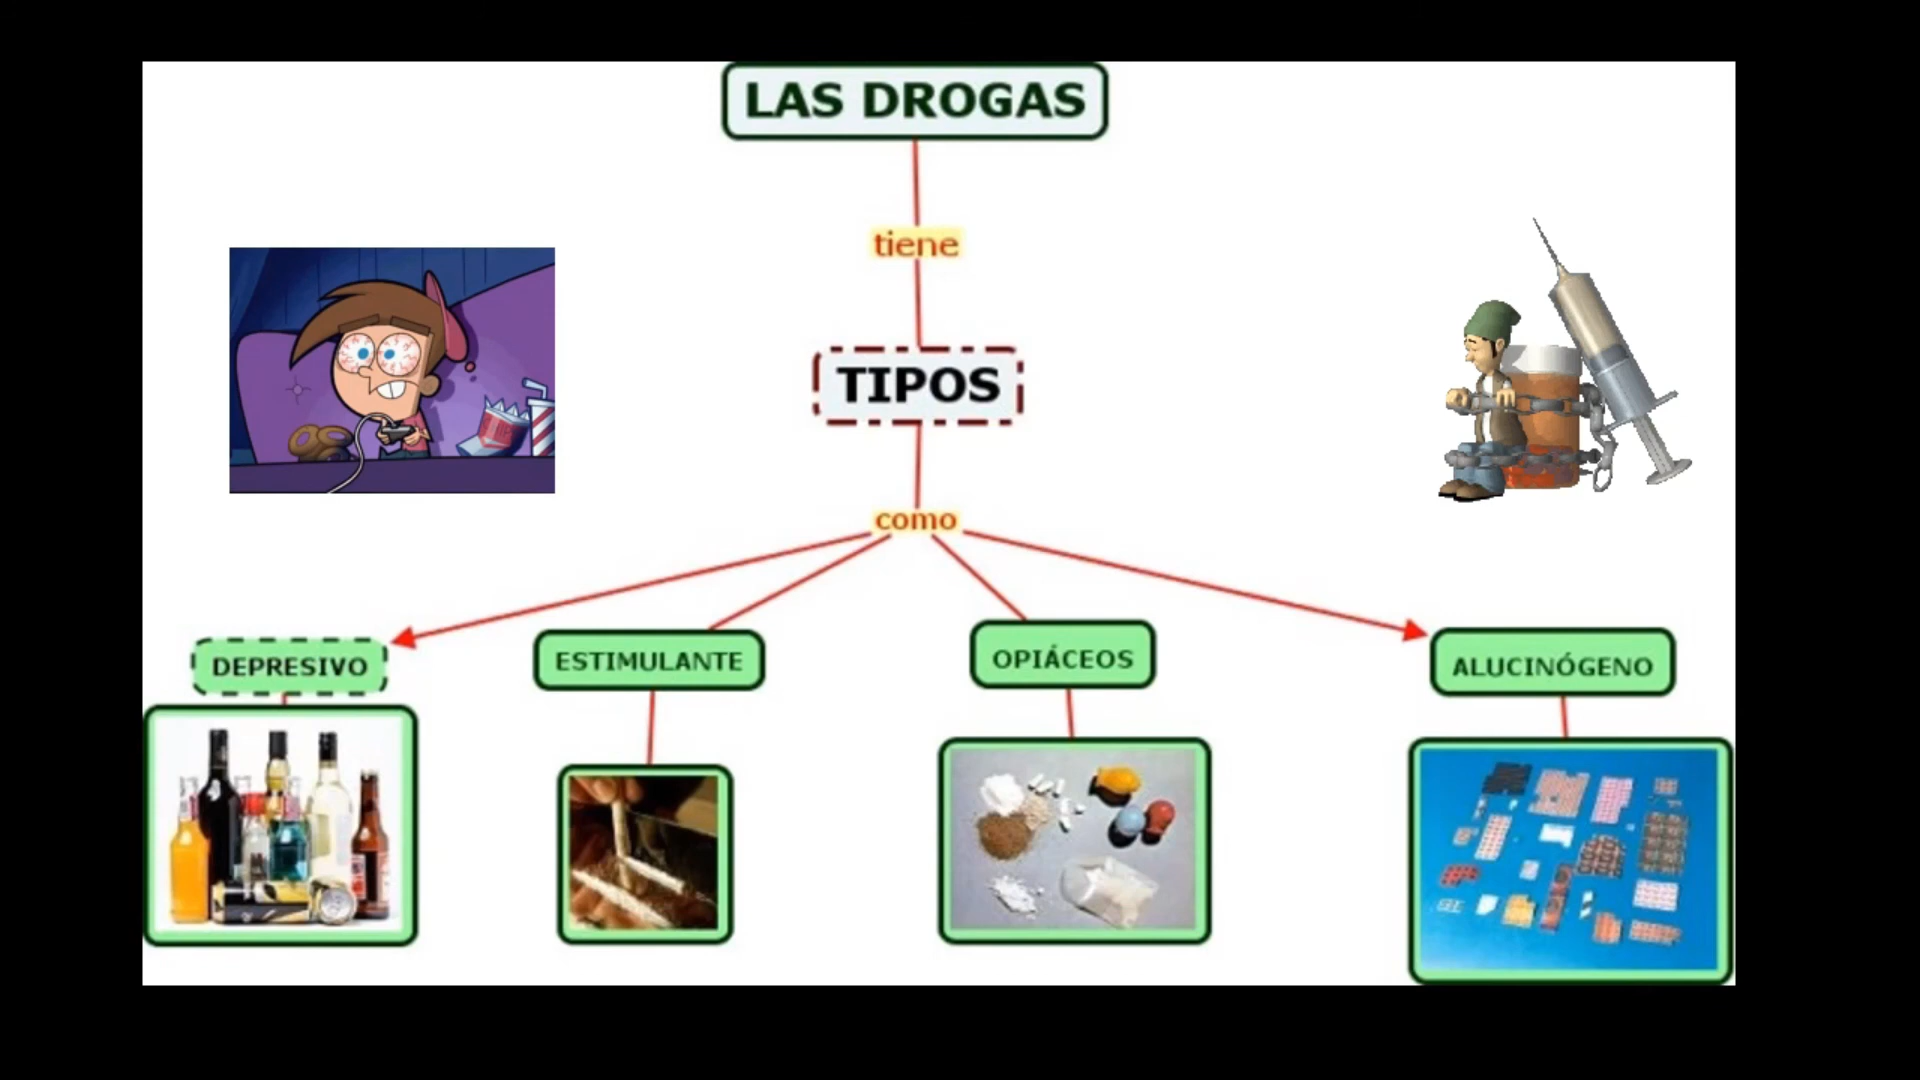 LAS DROGAS
tiene
TIPOS
como
DEPRESIVO
ESTIMULANTE
OPIÁCEOS
ALUCINÓGENO